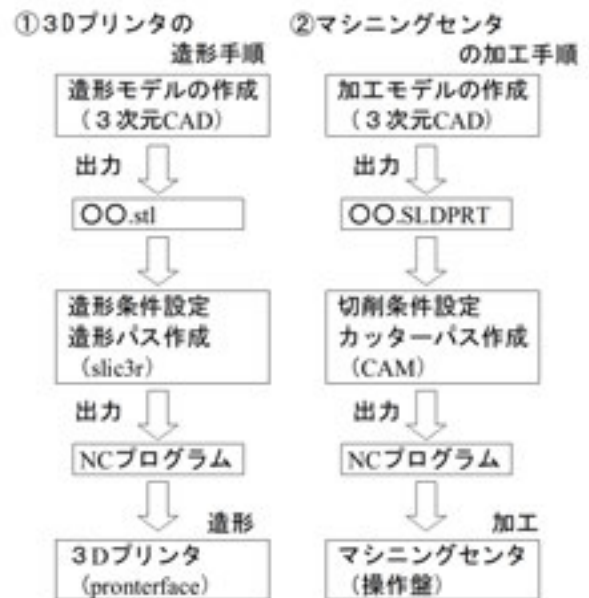 ①3Dプリンタの
造形手順
造形モデルの作成
(3次元CAD)
出力
〇〇.stl
造形条件設定
造形パス作成
(slic3r)
出力
NCプログラム
造形
3Dプリンタ
(pronterface)
②マシニングセンタ
の加工手順
加工モデルの作成
(3次元CAD)
出力
〇〇.SLDPRT
切削条件設定
カッターパス作成
(CAM)
出力
NCプログラム
加工
マシニングセンタ
(操作盤)